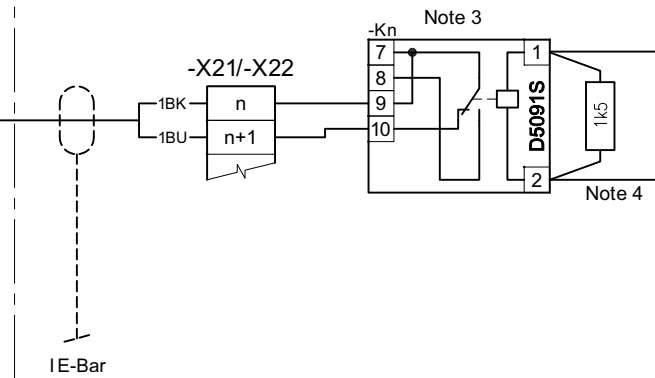 Note 3
-Kn
-X21/-X22
7
8
9
10
1
2
D5091S
1k5
1BK
n
1BU
n+1
Note 4
IE-Bar